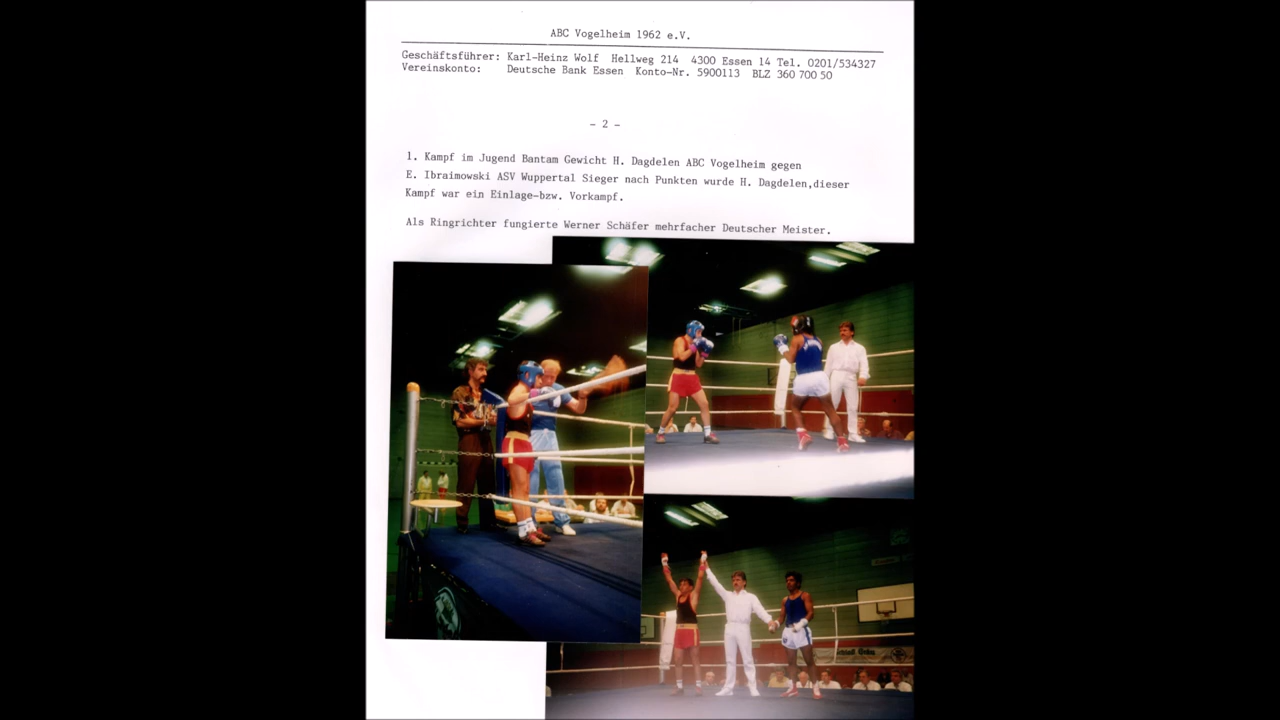 ABC Vogelheim 1962 e.V.
Geschäftsführer: Karl-Heinz Wolf Hellweg 214 4300 Essen 14 Tel. 0201/534327
Vereinskonto: Deutsche Bank Essen Konto-Nr. 5900113 BLZ 360 700 50
- 2 -
1. Kampf im Jugend Bantam Gewicht H. Dagdelen ABC Vogelheim gegen
E. Ibraimowski ASV Wuppertal Sieger nach Punkten wurde H. Dagdelen,dieser
Kampf war ein Einlage-bzw. Vorkampf.
Als Ringrichter fungierte Werner Schäfer mehrfacher Deutscher Meister.